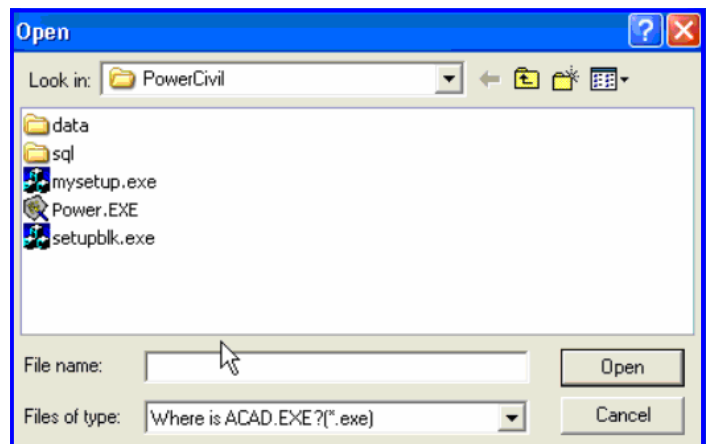 Open
Look in: PowerCivil
data
sql
mysetup.exe
Power.EXE
setupblk.exe
File name: Open
Files of type: Where is ACAD.EXE?(*.exe) Cancel